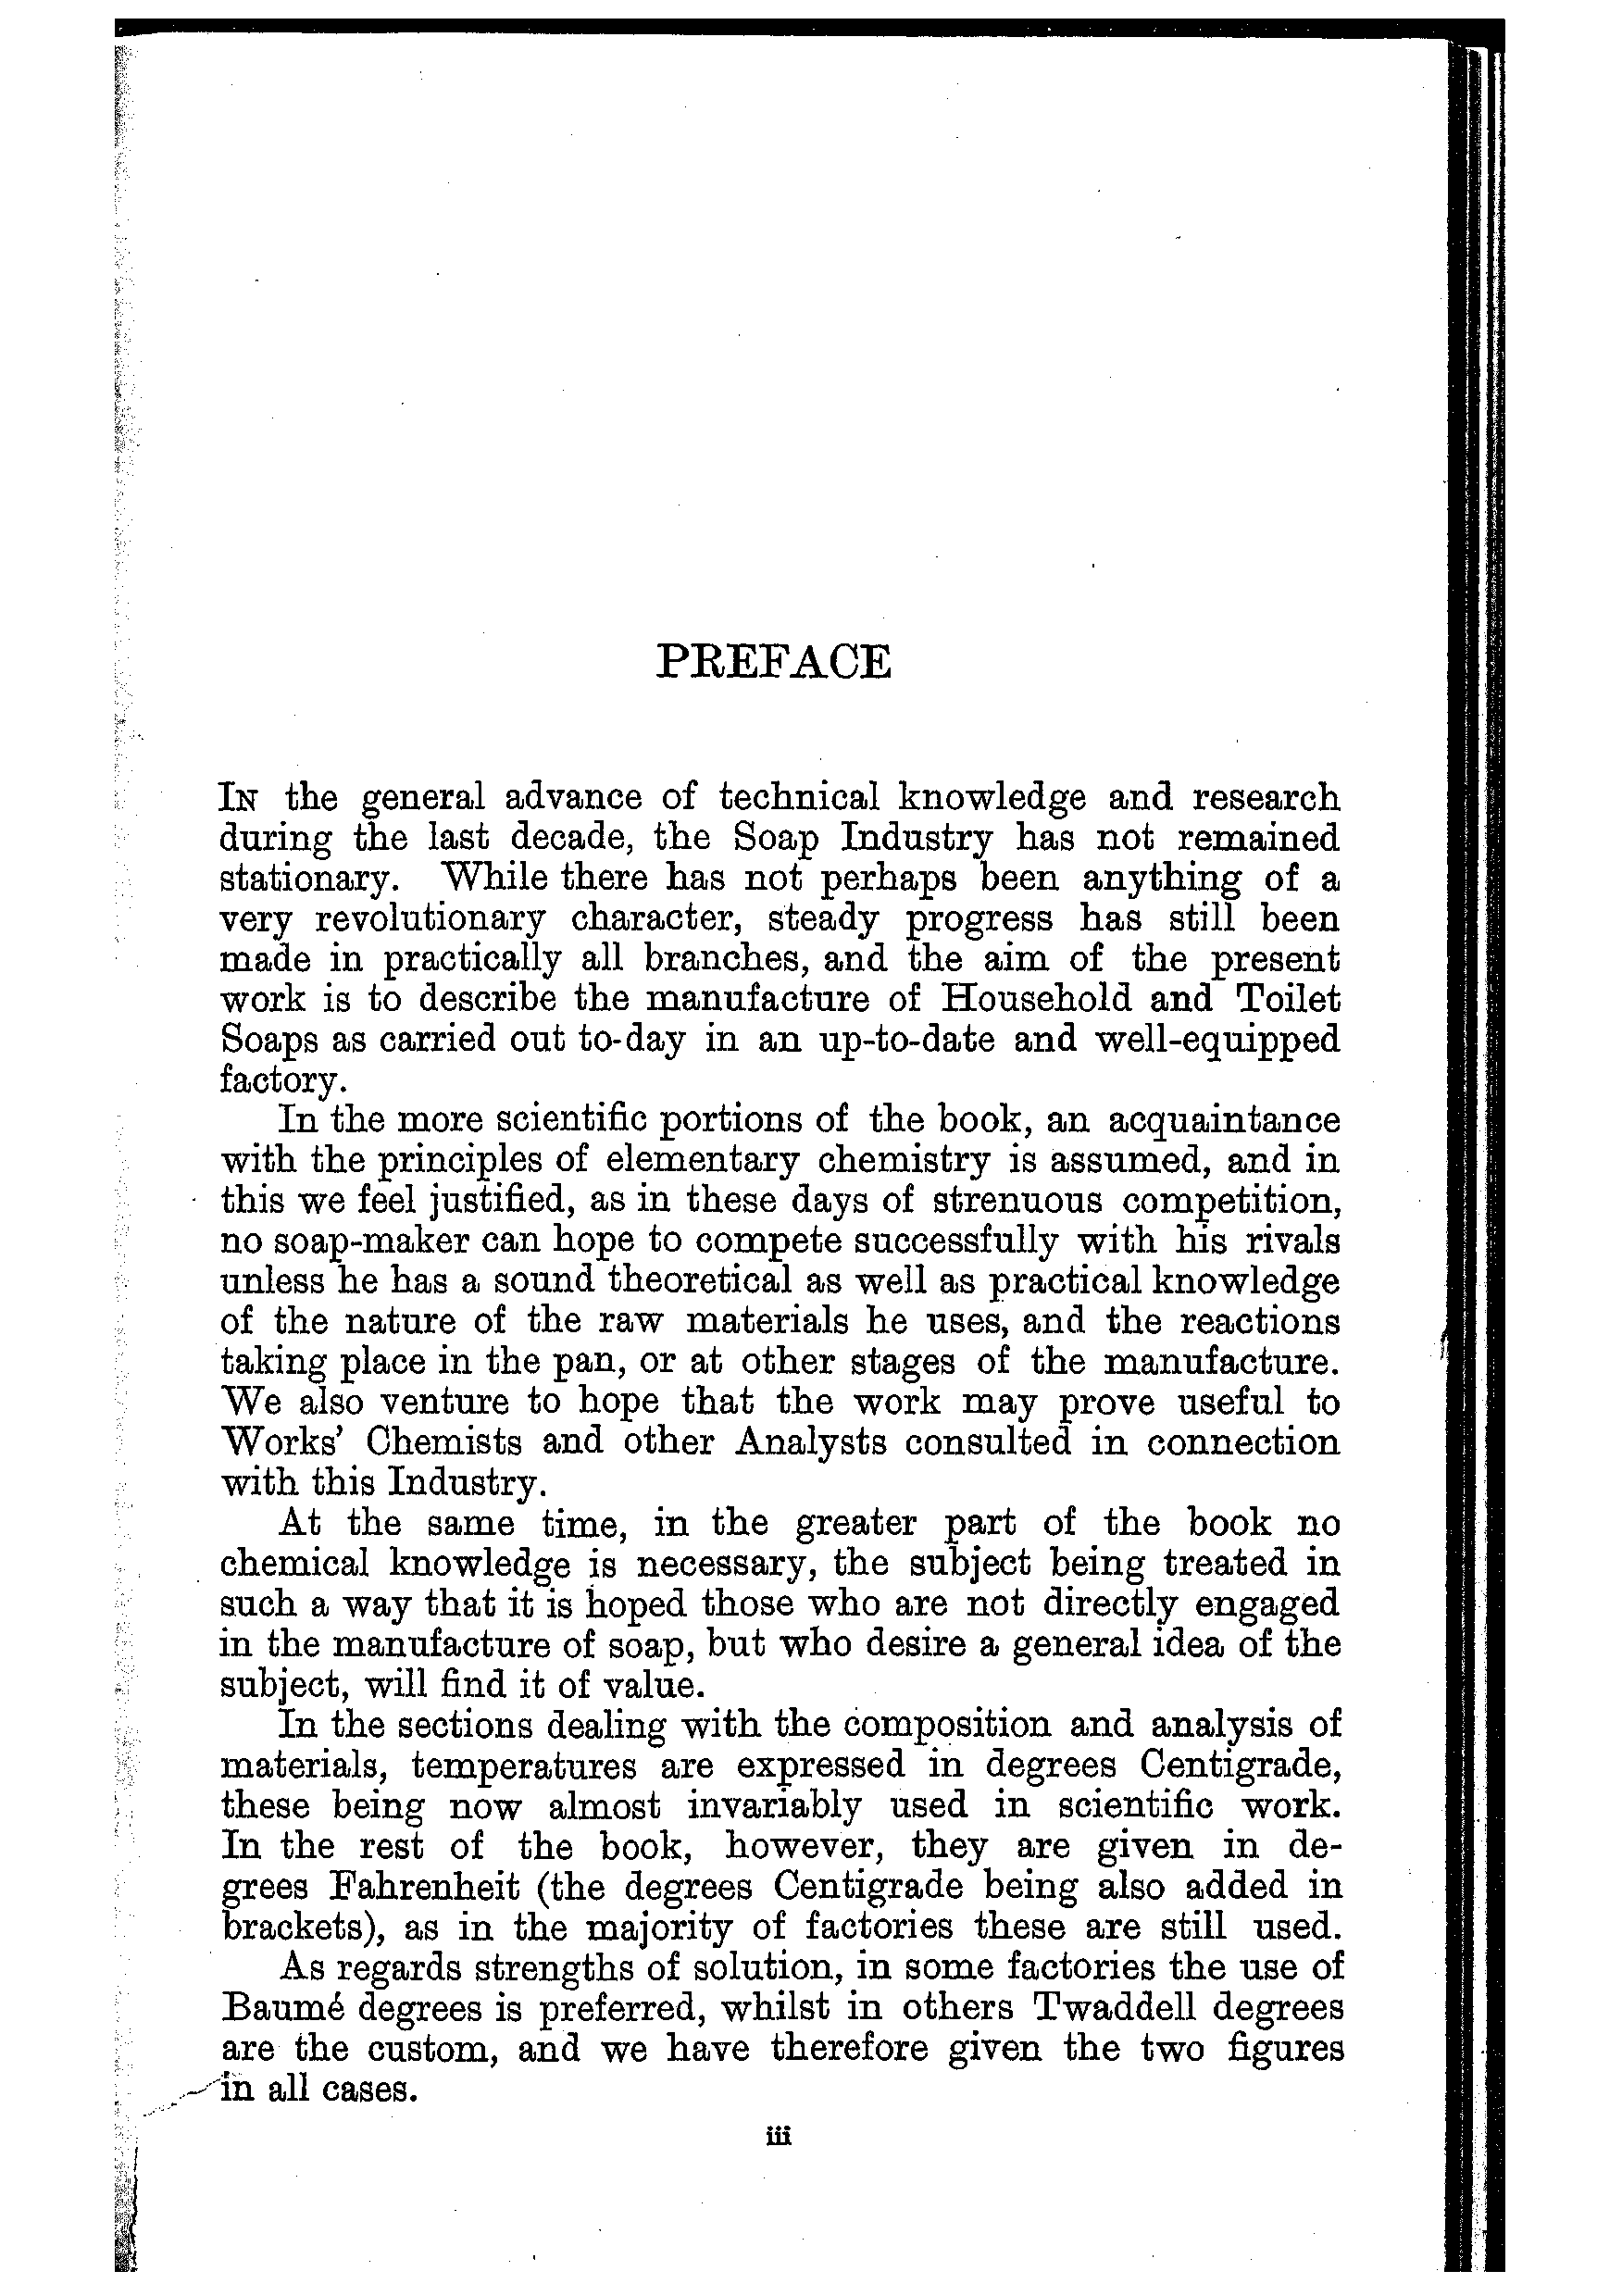 PREFACE
IN the general advance of technical knowledge and research
during the last decade, the Soap Industry has not remained
stationary. While there has not perhaps been anything of a
very revolutionary character, steady progress has still been
made in practically all branches, and the aim of the present
work is to describe the manufacture of Household and Toilet
Soaps as carried out to-day in an up-to-date and well-equipped
factory.
In the more scientific portions of the book, an acquaintance
with the principles of elementary chemistry is assumed, and in
this we feel justified, as in these days of strenuous competition,
no soap-maker can hope to compete successfully with his rivals
unless he has a sound theoretical as well as practical knowledge
of the nature of the raw materials he uses, and the reactions
taking place in the pan, or at other stages of the manufacture.
We also venture to hope that the work may prove useful to
Works' Chemists and other Analysts consulted in connection
with this Industry.
At the same time, in the greater part of the book no
chemical knowledge is necessary, the subject being treated in
such a way that it is hoped those who are not directly engaged
in the manufacture of soap, but who desire a general idea of the
subject, will find it of value.
In the sections dealing with the composition and analysis of
materials, temperatures are expressed in degrees Centigrade,
these being now almost invariably used in scientific work.
In the rest of the book, however, they are given in de-
grees Fahrenheit (the degrees Centigrade being also added in
brackets), as in the majority of factories these are still used.
As regards strengths of solution, in some factories the use of
Baumé degrees is preferred, whilst in others Twaddell degrees
are the custom, and we have therefore given the two figures
in all cases.
iii